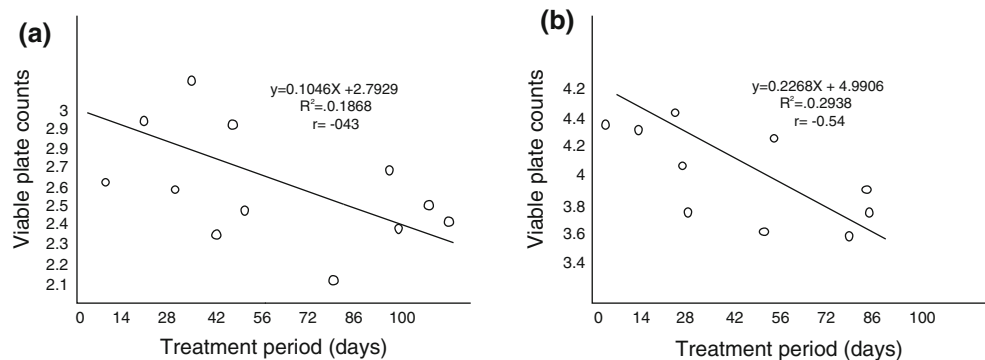 (a)
Viable plate counts
3
2.9
2.9
2.7
2.6
2.5
2.4
2.3
2.2
2.1
y=0.1046X +2.7929
R²=.0.1868
r= -043
0 14 28 42 56 72 86 100
Treatment period (days)
(b)
Viable plate counts
4.2
4.4
4.2
4
3.8
3.6
3.4
y=0.2268X + 4.9906
R²=0.2938
r= -0.54
0 14 28 42 56 70 86 100
Treatment period (days)